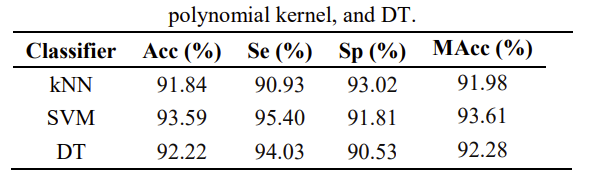 polynomial kernel, and DT.
Classifier Acc (%) Se (%) Sp (%) MAcc (%)
kNN 91.84 90.93 93.02 91.98
SVM 93.59 95.40 91.81 93.61
DT 92.22 94.03 90.53 92.28